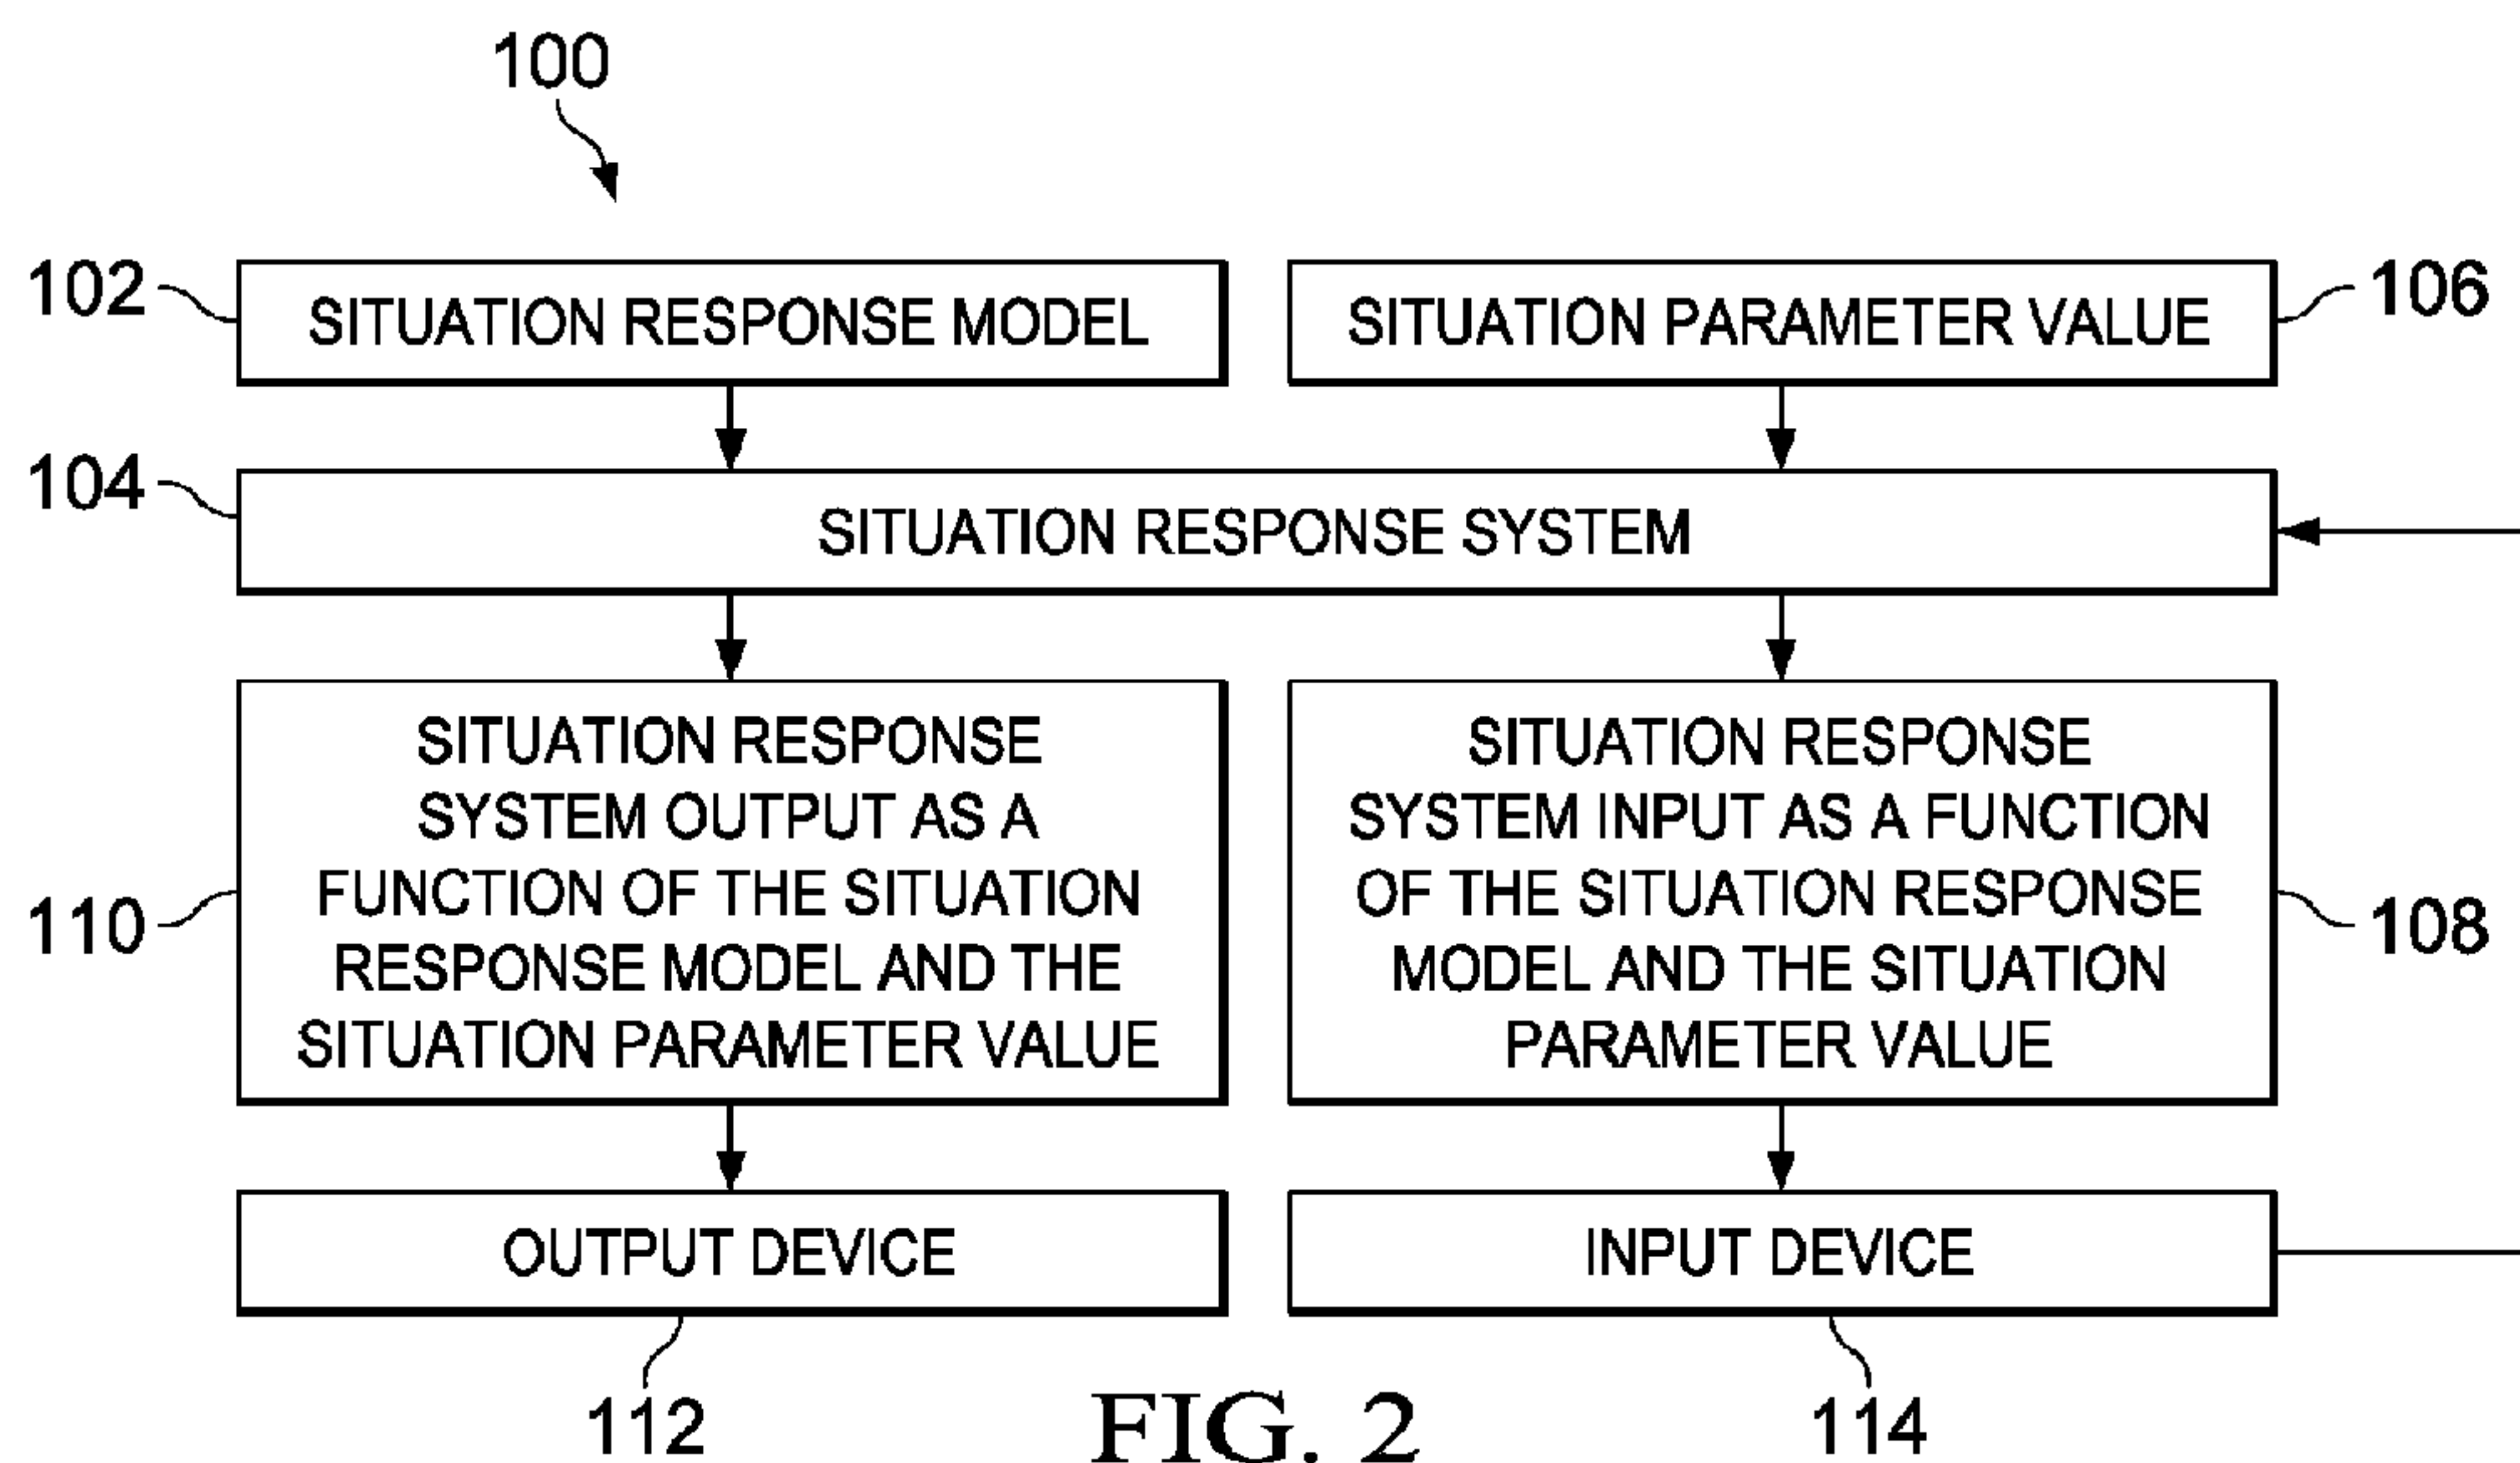 100
102
SITUATION RESPONSE MODEL
SITUATION PARAMETER VALUE
106
104
SITUATION RESPONSE SYSTEM
110
SITUATION RESPONSE
SYSTEM OUTPUT AS A
FUNCTION OF THE SITUATION
RESPONSE MODEL AND THE
SITUATION PARAMETER VALUE
SITUATION RESPONSE
SYSTEM INPUT AS A FUNCTION
OF THE SITUATION RESPONSE
MODEL AND THE SITUATION
PARAMETER VALUE
108
OUTPUT DEVICE
INPUT DEVICE
112
114
FIG. 2